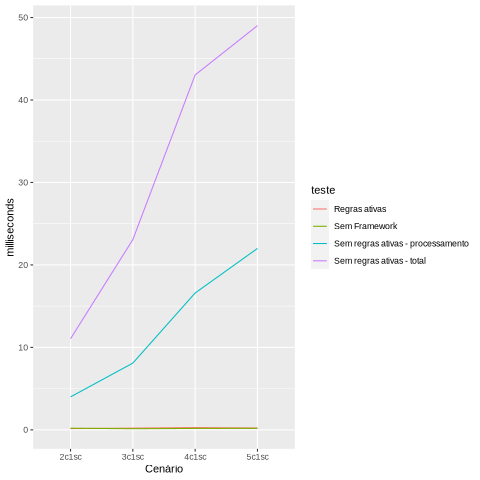 50
40
30
20
10
0
milliseconds
2c1sc 3c1sc 4c1sc 5c1sc
Cenàrio
teste
Regras ativas
Sem Framework
Sem regras ativas - processamento
Sem regras ativas - total